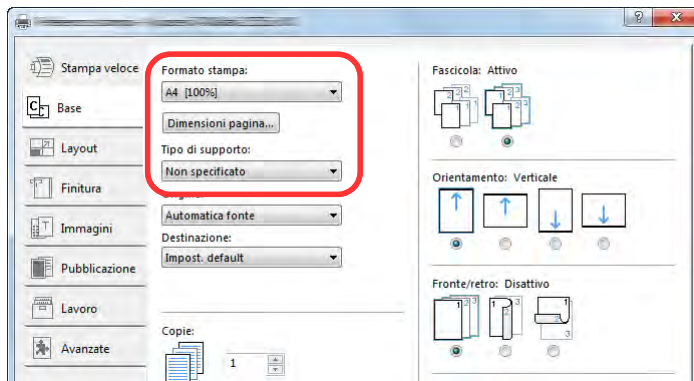 Stampa veloce
Base
Layout
Finitura
Immagini
Pubblicazione
Lavoro
Avanzate
Formato stampa:
A4 [100%]
Dimensioni pagina...
Tipo di supporto:
Non specificato
Automatica fonte
Destinazione:
Impost. default
Copie:
1
Fascicola: Attivo
Orientamento: Verticale
Fronte/retro: Disattivo